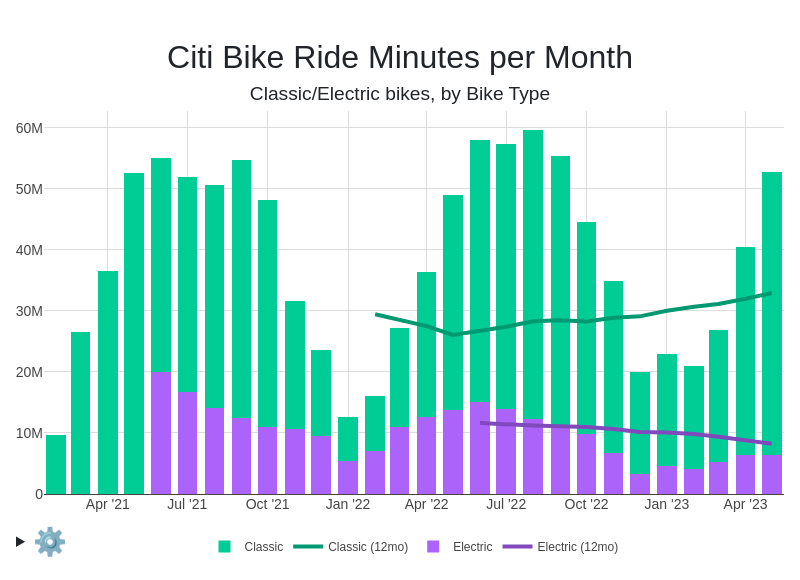 Citi Bike Ride Minutes per Month
Classic/Electric bikes, by Bike Type
60M
50M
40M
30M
20M
10M
0
Apr '21 Jul '21 Oct '21 Jan '22 Apr '22 Jul '22 Oct '22 Jan '23 Apr '23
Classic Classic (12mo) Electric Electric (12mo)